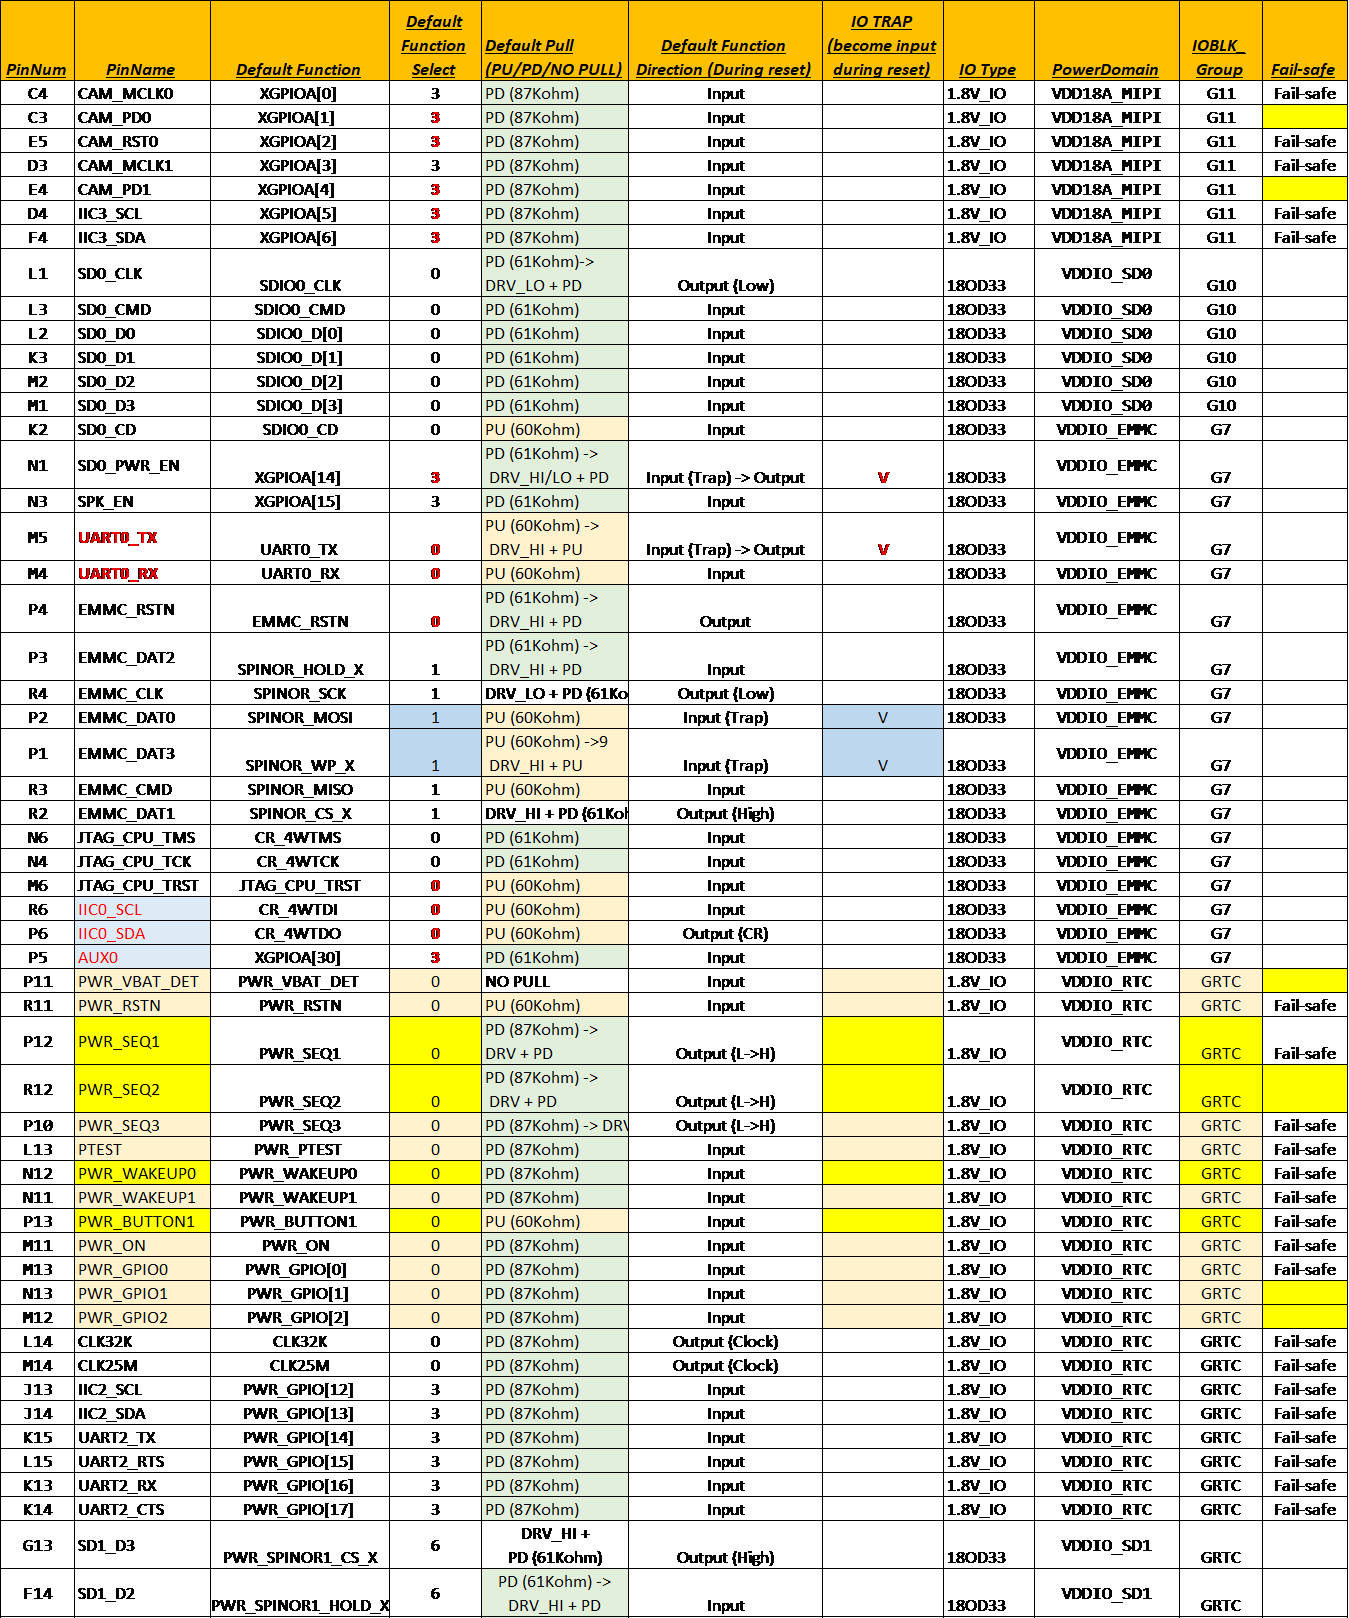 PinNum PinName Default Function Default Function Select Default Pull (PU/PD/NO PULL) Default Function Direction (During reset) IO TRAP (become input during reset) IO Type PowerDomain IOBLK_ Group Fail-safe
C4 CAM_MCLK0 XGPIOA[0] 3 PD (87Kohm) Input 1.8V_IO VDD18A_MIPI G11 Fail-safe
C3 CAM_PD0 XGPIOA[1] 3 PD (87Kohm) Input 1.8V_IO VDD18A_MIPI G11
E5 CAM_RST0 XGPIOA[2] 3 PD (87Kohm) Input 1.8V_IO VDD18A_MIPI G11 Fail-safe
D3 CAM_MCLK1 XGPIOA[3] 3 PD (87Kohm) Input 1.8V_IO VDD18A_MIPI G11 Fail-safe
E4 CAM_PD1 XGPIOA[4] 3 PD (87Kohm) Input 1.8V_IO VDD18A_MIPI G11
D4 IIC3_SCL XGPIOA[5] 3 PD (87Kohm) Input 1.8V_IO VDD18A_MIPI G11 Fail-safe
F4 IIC3_SDA XGPIOA[6] 3 PD (87Kohm) Input 1.8V_IO VDD18A_MIPI G11 Fail-safe
L1 SD0_CLK SDIO0_CLK 0 PD (61Kohm)-> DRV_LO + PD Output (Low) 18OD33 VDDIO_SD0 G10
L3 SD0_CMD SDIO0_CMD 0 PD (61Kohm) Input 18OD33 VDDIO_SD0 G10
L2 SD0_D0 SDIO0_D[0] 0 PD (61Kohm) Input 18OD33 VDDIO_SD0 G10
K3 SD0_D1 SDIO0_D[1] 0 PD (61Kohm) Input 18OD33 VDDIO_SD0 G10
M2 SD0_D2 SDIO0_D[2] 0 PD (61Kohm) Input 18OD33 VDDIO_SD0 G10
M1 SD0_D3 SDIO0_D[3] 0 PD (61Kohm) Input 18OD33 VDDIO_SD0 G10
K2 SD0_CD SDIO0_CD 0 PU (60Kohm) Input 18OD33 VDDIO_EMMC G7
N1 SD0_PWR_EN XGPIOA[14] 3 PD (61Kohm) -> DRV_HI/LO + PD Input (Trap) -> Output V 18OD33 VDDIO_EMMC G7
N3 SPK_EN XGPIOA[15] 3 PD (61Kohm) Input 18OD33 VDDIO_EMMC G7
M5 UART0_TX UART0_TX 0 PU (60Kohm) -> DRV_HI + PU Input (Trap) -> Output V 18OD33 VDDIO_EMMC G7
M4 UART0_RX UART0_RX 0 PU (60Kohm) Input 18OD33 VDDIO_EMMC G7
P4 EMMC_RSTN EMMC_RSTN 0 PD (61Kohm) -> DRV_HI + PD Output 18OD33 VDDIO_EMMC G7
P3 EMMC_DAT2 SPINOR_HOLD_X 1 PD (61Kohm) -> DRV_HI + PD Input 18OD33 VDDIO_EMMC G7
R4 EMMC_CLK SPINOR_SCK 1 DRV_LO + PD (61Ko Output (Low) 18OD33 VDDIO_EMMC G7
P2 EMMC_DAT0 SPINOR_MOSI 1 PU (60Kohm) Input (Trap) V 18OD33 VDDIO_EMMC G7
P1 EMMC_DAT3 SPINOR_WP_X 1 PU (60Kohm) ->9 DRV_HI + PU Input (Trap) V 18OD33 VDDIO_EMMC G7
R3 EMMC_CMD SPINOR_MISO 1 PU (60Kohm) Input 18OD33 VDDIO_EMMC G7
R2 EMMC_DAT1 SPINOR_CS_X 1 DRV_HI + PD (61Koh Output (High) 18OD33 VDDIO_EMMC G7
N6 JTAG_CPU_TMS CR_4WTMS 0 PD (61Kohm) Input 18OD33 VDDIO_EMMC G7
N4 JTAG_CPU_TCK CR_4WTCK 0 PD (61Kohm) Input 18OD33 VDDIO_EMMC G7
M6 JTAG_CPU_TRST JTAG_CPU_TRST 0 PU (60Kohm) Input 18OD33 VDDIO_EMMC G7
R6 IIC0_SCL CR_4WTDI 0 PU (60Kohm) Input 18OD33 VDDIO_EMMC G7
P6 IIC0_SDA CR_4WTDO 0 PU (60Kohm) Output (CR) 18OD33 VDDIO_EMMC G7
P5 AUX0 XGPIOA[30] 3 PD (61Kohm) Input 18OD33 VDDIO_EMMC G7
P11 PWR_VBAT_DET PWR_VBAT_DET 0 NO PULL Input 1.8V_IO VDDIO_RTC GRTC
R11 PWR_RSTN PWR_RSTN 0 PU (60Kohm) Input 1.8V_IO VDDIO_RTC GRTC Fail-safe
P12 PWR_SEQ1 PWR_SEQ1 0 PD (87Kohm) -> DRV + PD Output (L->H) 1.8V_IO VDDIO_RTC GRTC Fail-safe
R12 PWR_SEQ2 PWR_SEQ2 0 PD (87Kohm) -> DRV + PD Output (L->H) 1.8V_IO VDDIO_RTC GRTC
P10 PWR_SEQ3 PWR_SEQ3 0 PD (87Kohm) -> DRV Output (L->H) 1.8V_IO VDDIO_RTC GRTC Fail-safe
L13 PTEST PWR_PTEST 0 PD (87Kohm) Input 1.8V_IO VDDIO_RTC GRTC Fail-safe
N12 PWR_WAKEUP0 PWR_WAKEUP0 0 PD (87Kohm) Input 1.8V_IO VDDIO_RTC GRTC Fail-safe
N11 PWR_WAKEUP1 PWR_WAKEUP1 0 PD (87Kohm) Input 1.8V_IO VDDIO_RTC GRTC Fail-safe
P13 PWR_BUTTON1 PWR_BUTTON1 0 PU (60Kohm) Input 1.8V_IO VDDIO_RTC GRTC Fail-safe
M11 PWR_ON PWR_ON 0 PD (87Kohm) Input 1.8V_IO VDDIO_RTC GRTC Fail-safe
M13 PWR_GPIO0 PWR_GPIO[0] 0 PD (87Kohm) Input 1.8V_IO VDDIO_RTC GRTC Fail-safe
N13 PWR_GPIO1 PWR_GPIO[1] 0 PD (87Kohm) Input 1.8V_IO VDDIO_RTC GRTC
M12 PWR_GPIO2 PWR_GPIO[2] 0 PD (87Kohm) Input 1.8V_IO VDDIO_RTC GRTC
L14 CLK32K CLK32K 0 PD (87Kohm) Output (Clock) 1.8V_IO VDDIO_RTC GRTC Fail-safe
M14 CLK25M CLK25M 0 PD (87Kohm) Output (Clock) 1.8V_IO VDDIO_RTC GRTC Fail-safe
J13 IIC2_SCL PWR_GPIO[12] 3 PD (87Kohm) Input 1.8V_IO VDDIO_RTC GRTC Fail-safe
J14 IIC2_SDA PWR_GPIO[13] 3 PD (87Kohm) Input 1.8V_IO VDDIO_RTC GRTC Fail-safe
K15 UART2_TX PWR_GPIO[14] 3 PD (87Kohm) Input 1.8V_IO VDDIO_RTC GRTC Fail-safe
L15 UART2_RTS PWR_GPIO[15] 3 PD (87Kohm) Input 1.8V_IO VDDIO_RTC GRTC Fail-safe
K13 UART2_RX PWR_GPIO[16] 3 PD (87Kohm) Input 1.8V_IO VDDIO_RTC GRTC Fail-safe
K14 UART2_CTS PWR_GPIO[17] 3 PD (87Kohm) Input 1.8V_IO VDDIO_RTC GRTC Fail-safe
G13 SD1_D3 PWR_SPINOR1_CS_X 6 DRV_HI + PD (61Kohm) Output (High) 18OD33 VDDIO_SD1 GRTC
F14 SD1_D2 PWR_SPINOR1_HOLD_X 6 PD (61Kohm) -> DRV_HI + PD Input 18OD33 VDDIO_SD1 GRTC